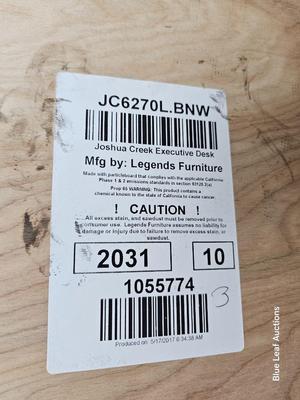 JC6270L.BNW
Joshua Creek Executive Desk
Mfg by: Legends Furniture
Made with particleboard that complies with the applicable California
Phase 1 & 2 emissions standards in section 93120.2(a).
Prop 65 WARNING: This product contains a
chemical known to the state of California to cause cancer.
! CAUTION !
All excess stain, and sawdust must be removed prior to
consumer use. Legends Furniture assumes no liability for
damage or injury due to failure to remove excess stain, or
sawdust.
2031 10
1055774
3
Produced on 5/17/2017 6:34:38 AM
Blue Leaf Auctions